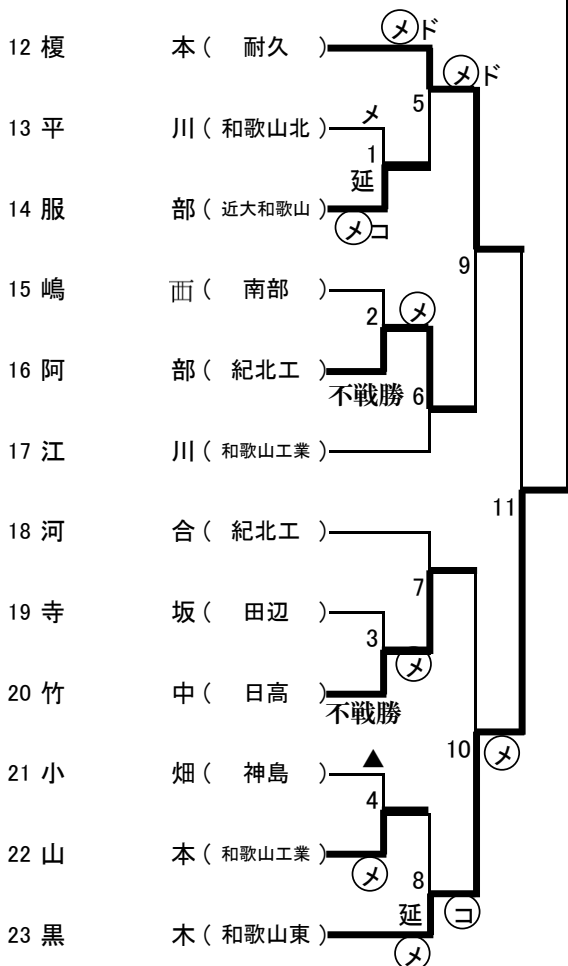 メド
12 榎 本 ( 耐久 )
メド
5
13 平 川 ( 和歌山北 )
メ
1
延
14 服 部 ( 近大和歌山 )
メコ
9
15 嶋 田 ( 南部 )
2
メ
16 阿 部 ( 紀北工 )
不戦勝 6
17 江 川 ( 和歌山工業 )
11
18 河 合 ( 紀北工 )
7
19 寺 坂 ( 田辺 )
3
メ
20 竹 中 ( 日高 )
不戦勝
10
メ
21 小 畑 ( 神島 )
▲
4
22 山 本 ( 和歌山工業 )
メ
8
延
コ
23 黒 木 ( 和歌山東 )
メ